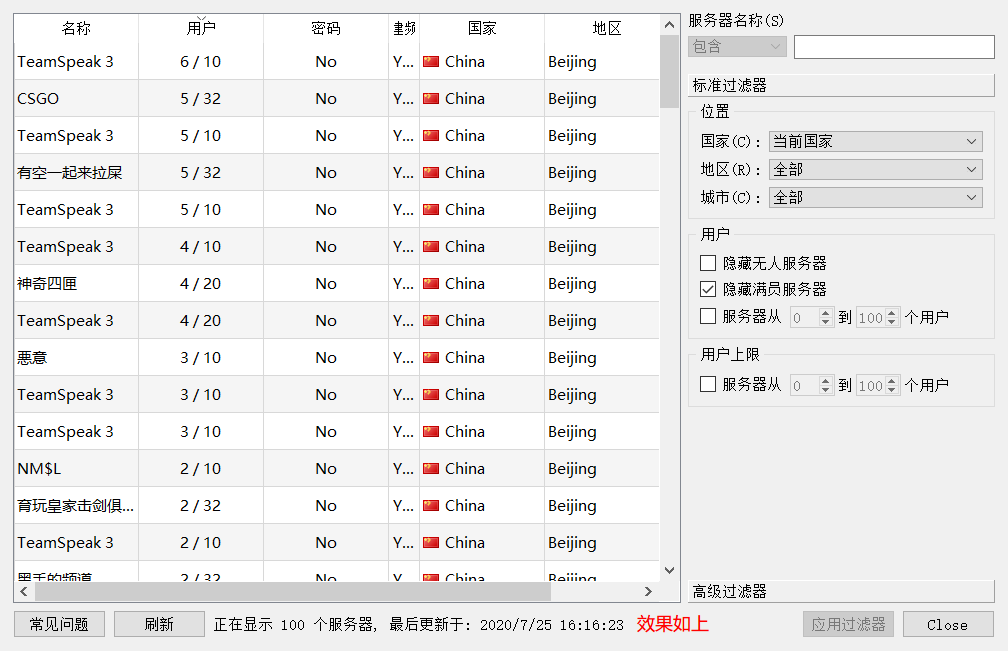 名称 用户 密码 建频 国家 地区
TeamSpeak 3 6 / 10 No Y... China Beijing
CSGO 5 / 32 No Y... China Beijing
TeamSpeak 3 5 / 10 No Y... China Beijing
有空一起来拉屎 5 / 32 No Y... China Beijing
TeamSpeak 3 5 / 10 No Y... China Beijing
TeamSpeak 3 4 / 10 No Y... China Beijing
神奇四匣 4 / 20 No Y... China Beijing
TeamSpeak 3 4 / 20 No Y... China Beijing
悪意 3 / 10 No Y... China Beijing
TeamSpeak 3 3 / 10 No Y... China Beijing
TeamSpeak 3 3 / 10 No Y... China Beijing
NM$L 2 / 10 No Y... China Beijing
育玩皇家击剑俱... 2 / 32 No Y... China Beijing
TeamSpeak 3 2 / 10 No Y... China Beijing
黑手的频道 2 / 32 No Y... China Beijing
服务器名称(S)
包含
标准过滤器
位置
国家(C): 当前国家
地区(R): 全部
城市(C): 全部
用户
隐藏无人服务器
隐藏满员服务器
服务器从 0 到 100 个用户
用户上限
服务器从 0 到 100 个用户
高级过滤器
常见问题 刷新 正在显示 100 个服务器, 最后更新于: 2020/7/25 16:16:23 效果如上 应用过滤器 Close